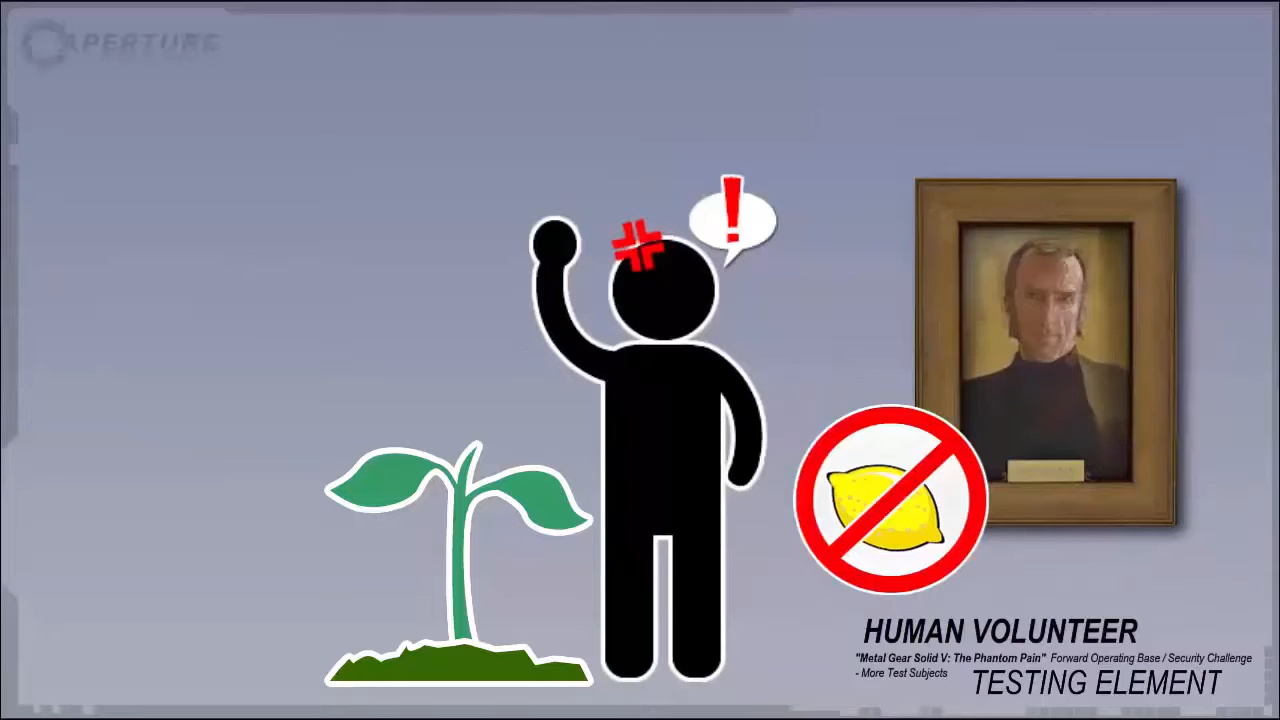 APERTURE
!
HUMAN VOLUNTEER
"Metal Gear Solid V: The Phantom Pain" Forward Operating Base / Security Challenge
- More Test Subjects
TESTING ELEMENT